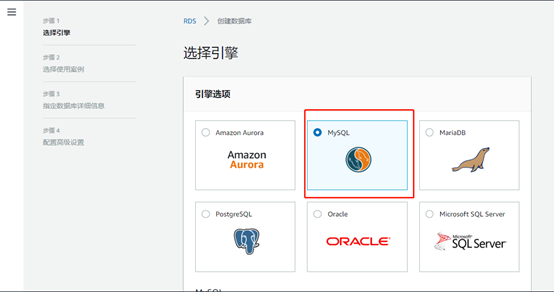 RDS > 创建数据库
步骤 1
选择引擎
步骤 2
选择使用案例
步骤 3
指定数据库详细信息
步骤 4
配置高级设置
选择引擎
引擎选项
Amazon Aurora
Amazon
Aurora
MySQL
MariaDB
PostgreSQL
Oracle
ORACLE
Microsoft SQL Server
Microsoft
SQL Server
MySQL